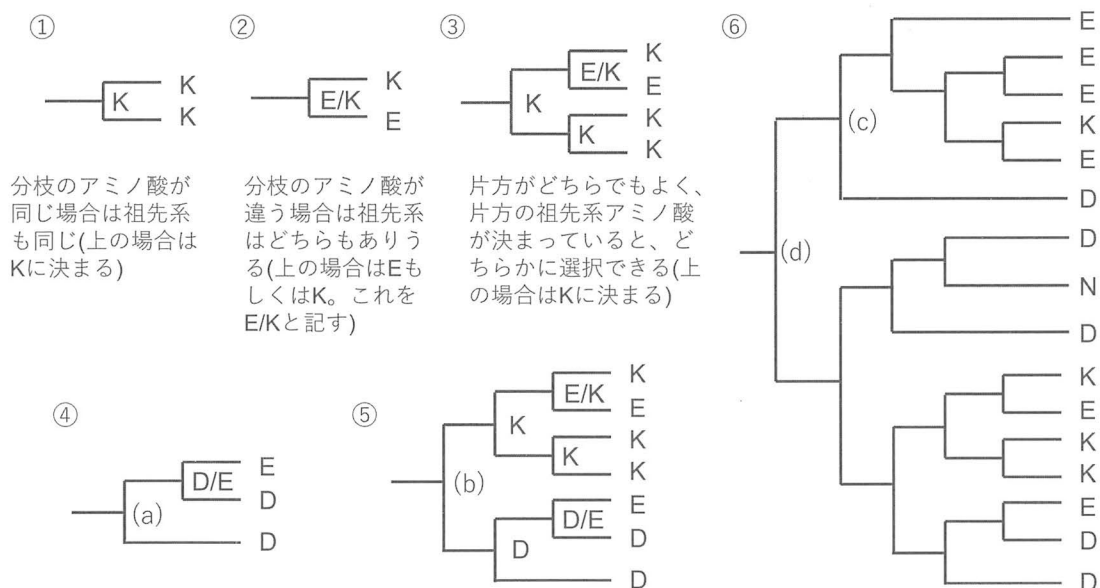 ①
K
K
K
分枝のアミノ酸が
同じ場合は祖先系
も同じ(上の場合は
Kに決まる)
②
E/K
K
E
分枝のアミノ酸が
違う場合は祖先系
はどちらもありう
る(上の場合はEも
しくはK。これを
E/Kと記す)
③
K
E/K
K
E
K
K
K
片方がどちらでもよく、
片方の祖先系アミノ酸
が決まっていると、ど
ちらかに選択できる(上
の場合はKに決まる)
④
E
D/E
D
(a)
D
⑤
K
E/K
E
K
K
K
K
(b)
E
D/E
D
D
D
⑥
E
E
E
K
(c)
E
D
D
(d)
N
D
K
E
K
K
E
D
D